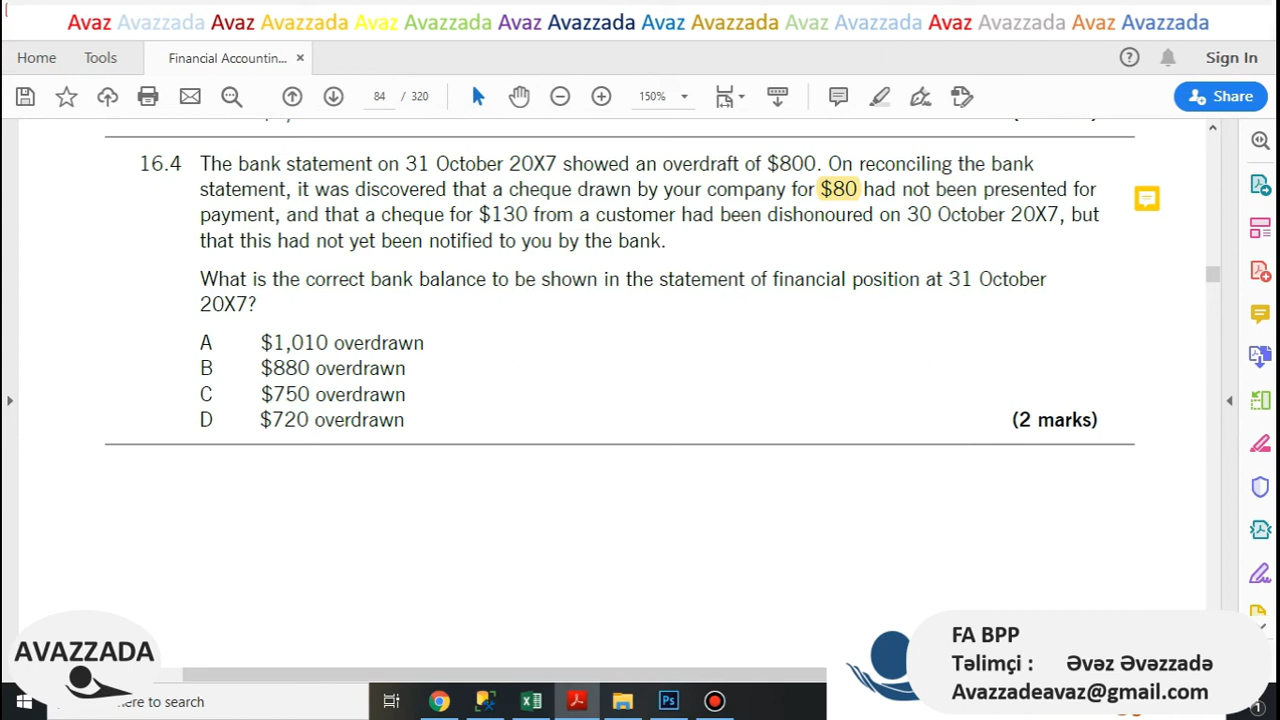 Avaz Avazzada Avaz Avazzada Avaz Avazzada Avaz Avazzada Avaz Avazzada Avaz Avazzada Avaz Avazzada Avaz Avazzada
Home Tools Financial Accountin... × Sign In
84 / 320 150% Share
16.4 The bank statement on 31 October 20X7 showed an overdraft of $800. On reconciling the bank
statement, it was discovered that a cheque drawn by your company for $80 had not been presented for
payment, and that a cheque for $130 from a customer had been dishonoured on 30 October 20X7, but
that this had not yet been notified to you by the bank.
What is the correct bank balance to be shown in the statement of financial position at 31 October
20X7?
A $1,010 overdrawn
B $880 overdrawn
C $750 overdrawn
D $720 overdrawn (2 marks)
AVAZZADA
FA BPP
Təlimçi : Əvəz Əvəzzadə
Avazzadeavaz@gmail.com
here to search
Ps
1